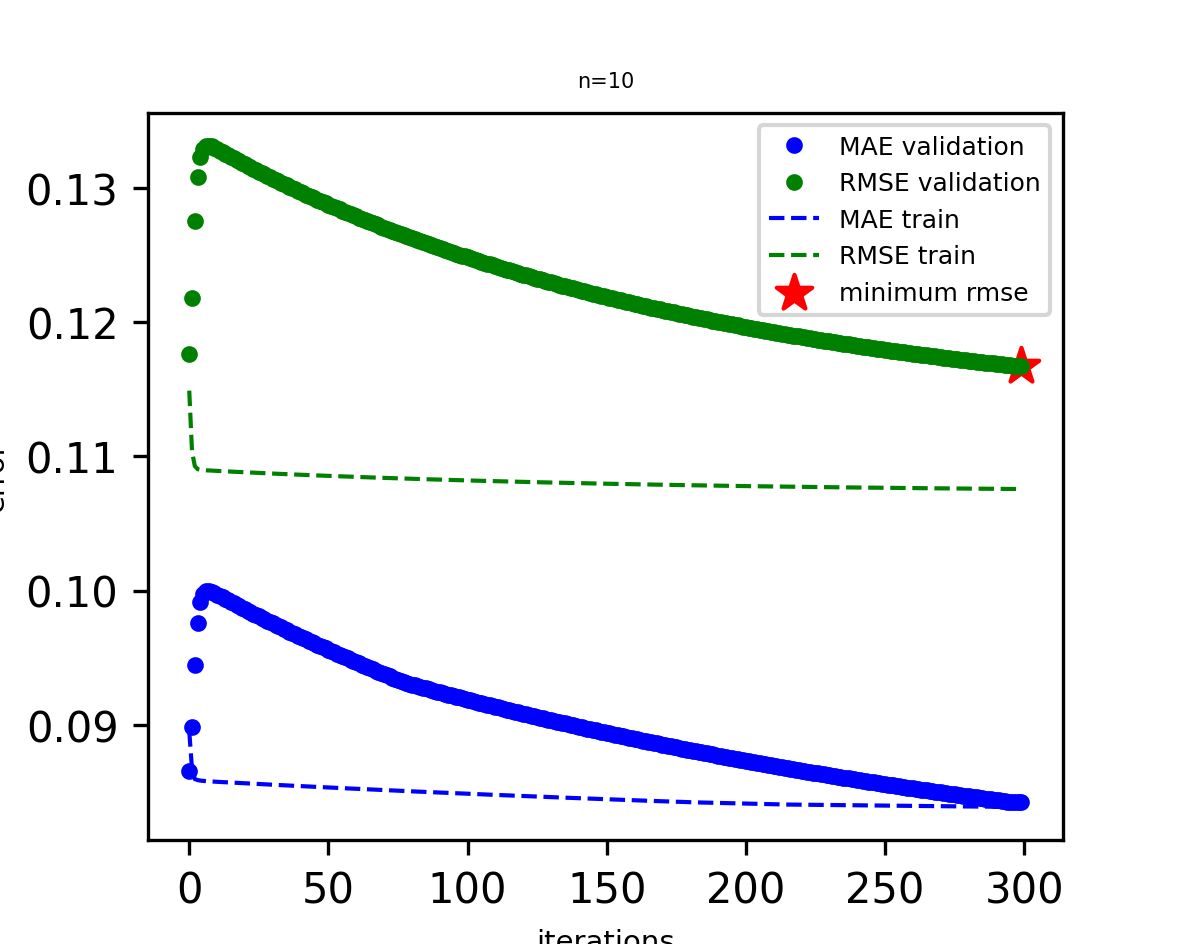 n=10
MAE validation
RMSE validation
MAE train
RMSE train
minimum rmse
0.13
0.12
0.11
0.10
0.09
error
0
50
100
150
200
250
300
iterations